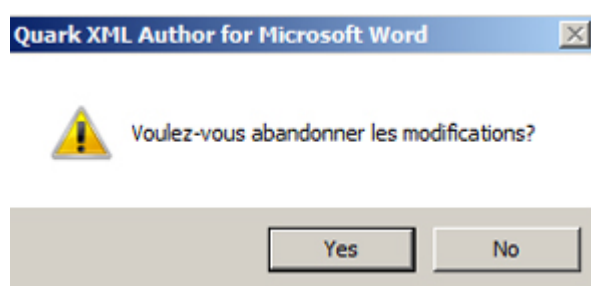 Quark XML Author for Microsoft Word
Voulez-vous abandonner les modifications?
Yes No